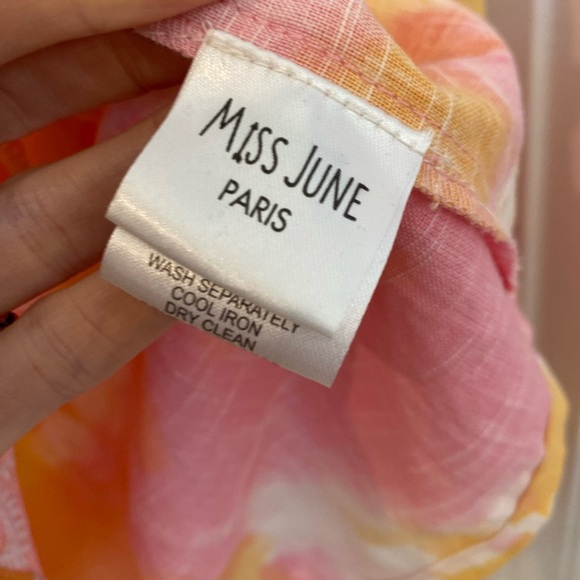 MISS JUNE
PARIS
WASH SEPARATELY
COOL IRON
DRY CLEAN